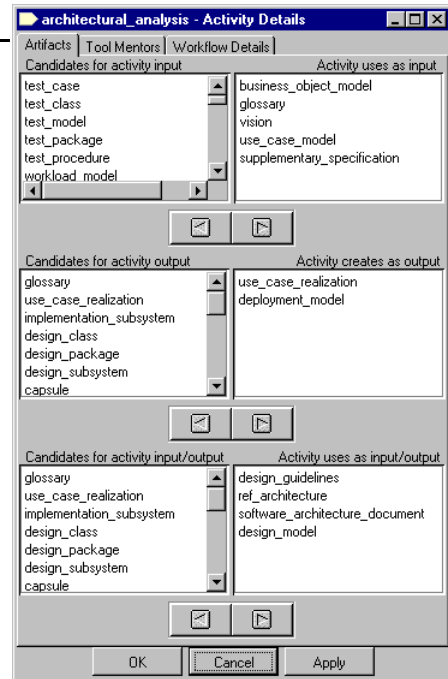 architectural_analysis - Activity Details
Artifacts Tool Mentors Workflow Details
Candidates for activity input Activity uses as input
test_case business_object_model
test_class glossary
test_model vision
test_package use_case_model
test_procedure supplementary_specification
workload_model
Candidates for activity output Activity creates as output
glossary use_case_realization
use_case_realization deployment_model
implementation_subsystem
design_class
design_package
design_subsystem
capsule
Candidates for activity input/output Activity uses as input/output
glossary design_guidelines
use_case_realization ref_architecture
implementation_subsystem software_architecture_document
design_class design_model
design_package
design_subsystem
capsule
OK Cancel Apply